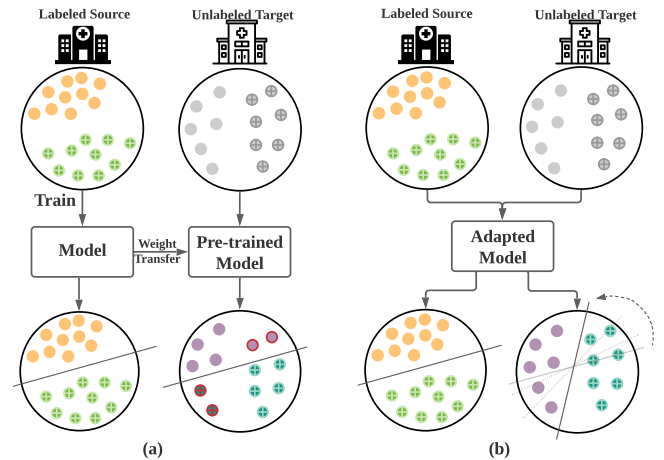 Labeled Source
Unlabeled Target
Labeled Source
Unlabeled Target
Train
Model
Weight
Transfer
Pre-trained
Model
Adapted
Model
(a)
(b)